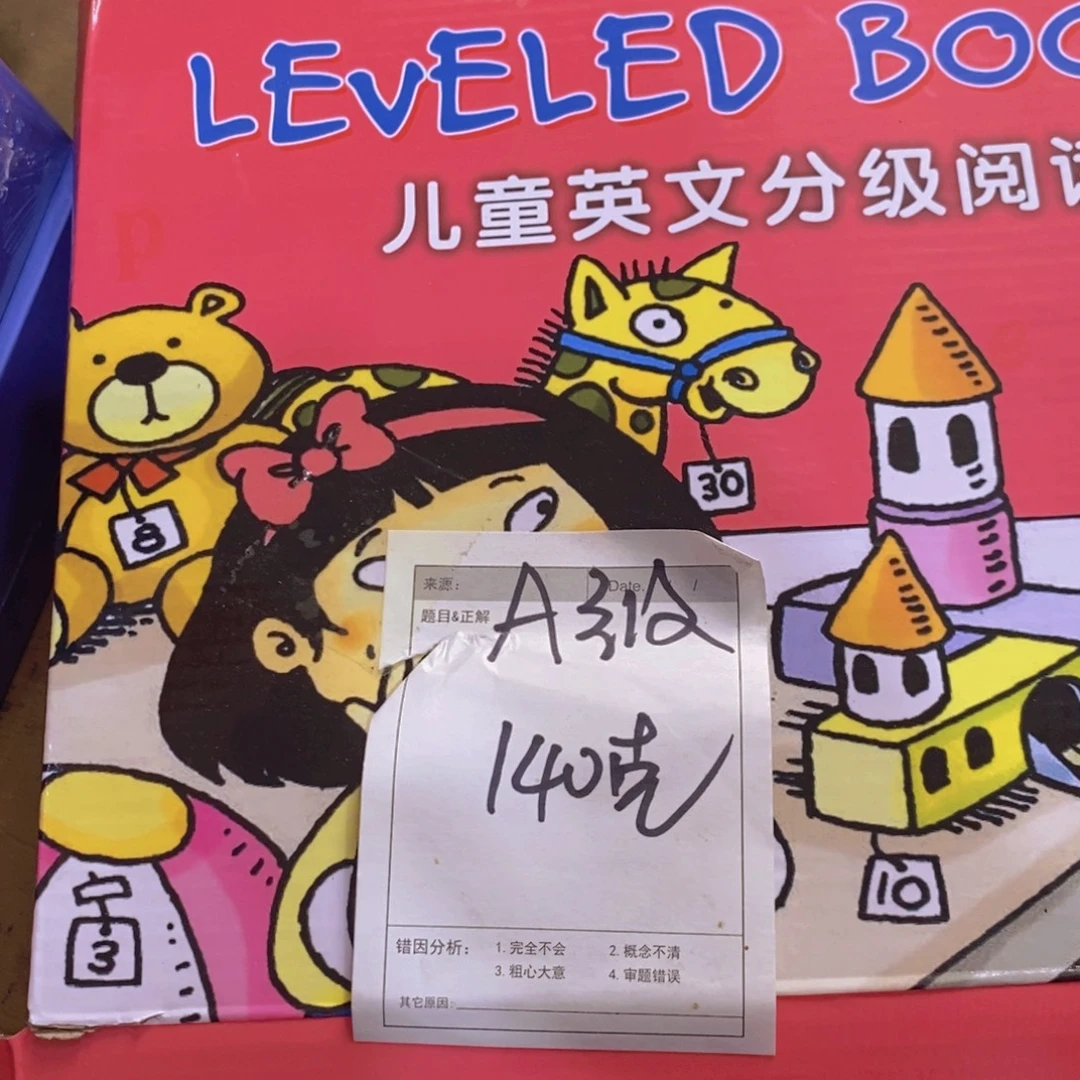 LEVELED BOO
儿童英文分级阅读
8
30
来源:
Date. /
题目&正解
A级
140克
10
3
错因分析: 1.完全不会 2.概念不清
3.粗心大意 4.审题错误
其它原因: